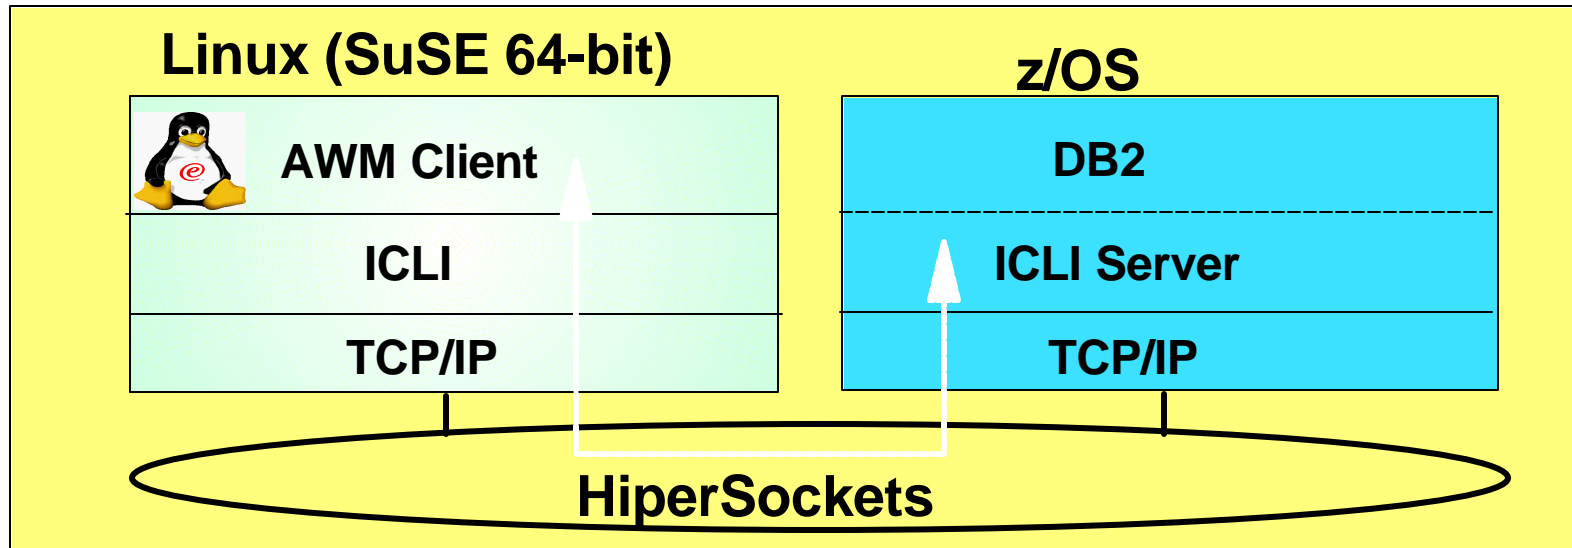 Linux (SuSE 64-bit)
AWM Client
ICLI
TCP/IP
z/OS
DB2
ICLI Server
TCP/IP
HiperSockets